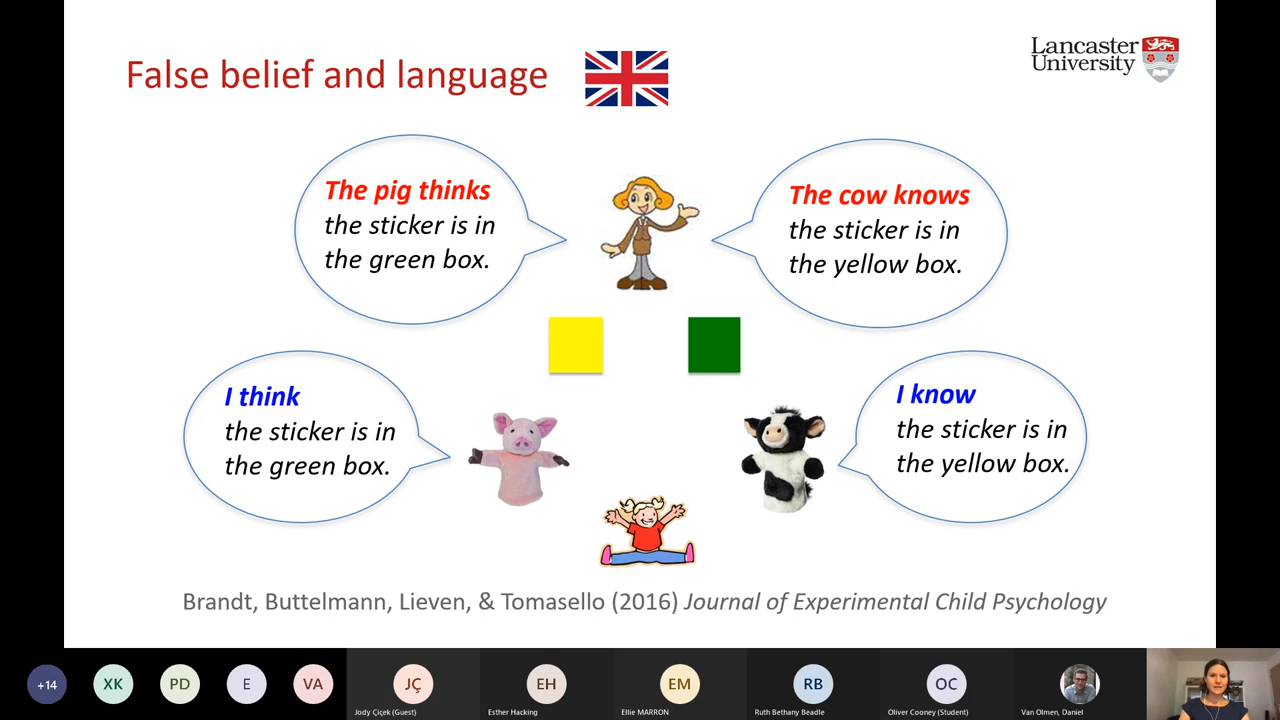 False belief and language
Lancaster
University
The pig thinks
the sticker is in
the green box.
The cow knows
the sticker is in
the yellow box.
I think
the sticker is in
the green box.
I know
the sticker is in
the yellow box.
Brandt, Buttelmann, Lieven, & Tomasello (2016) Journal of Experimental Child Psychology
+14
XK
PD
E
VA
JÇ
EH
EM
RB
OC
Jody Çiçek (Guest)
Esther Hacking
Ellie MARRON
Ruth Bethany Beadle
Oliver Cooney (Student)
Van Olmen, Daniel